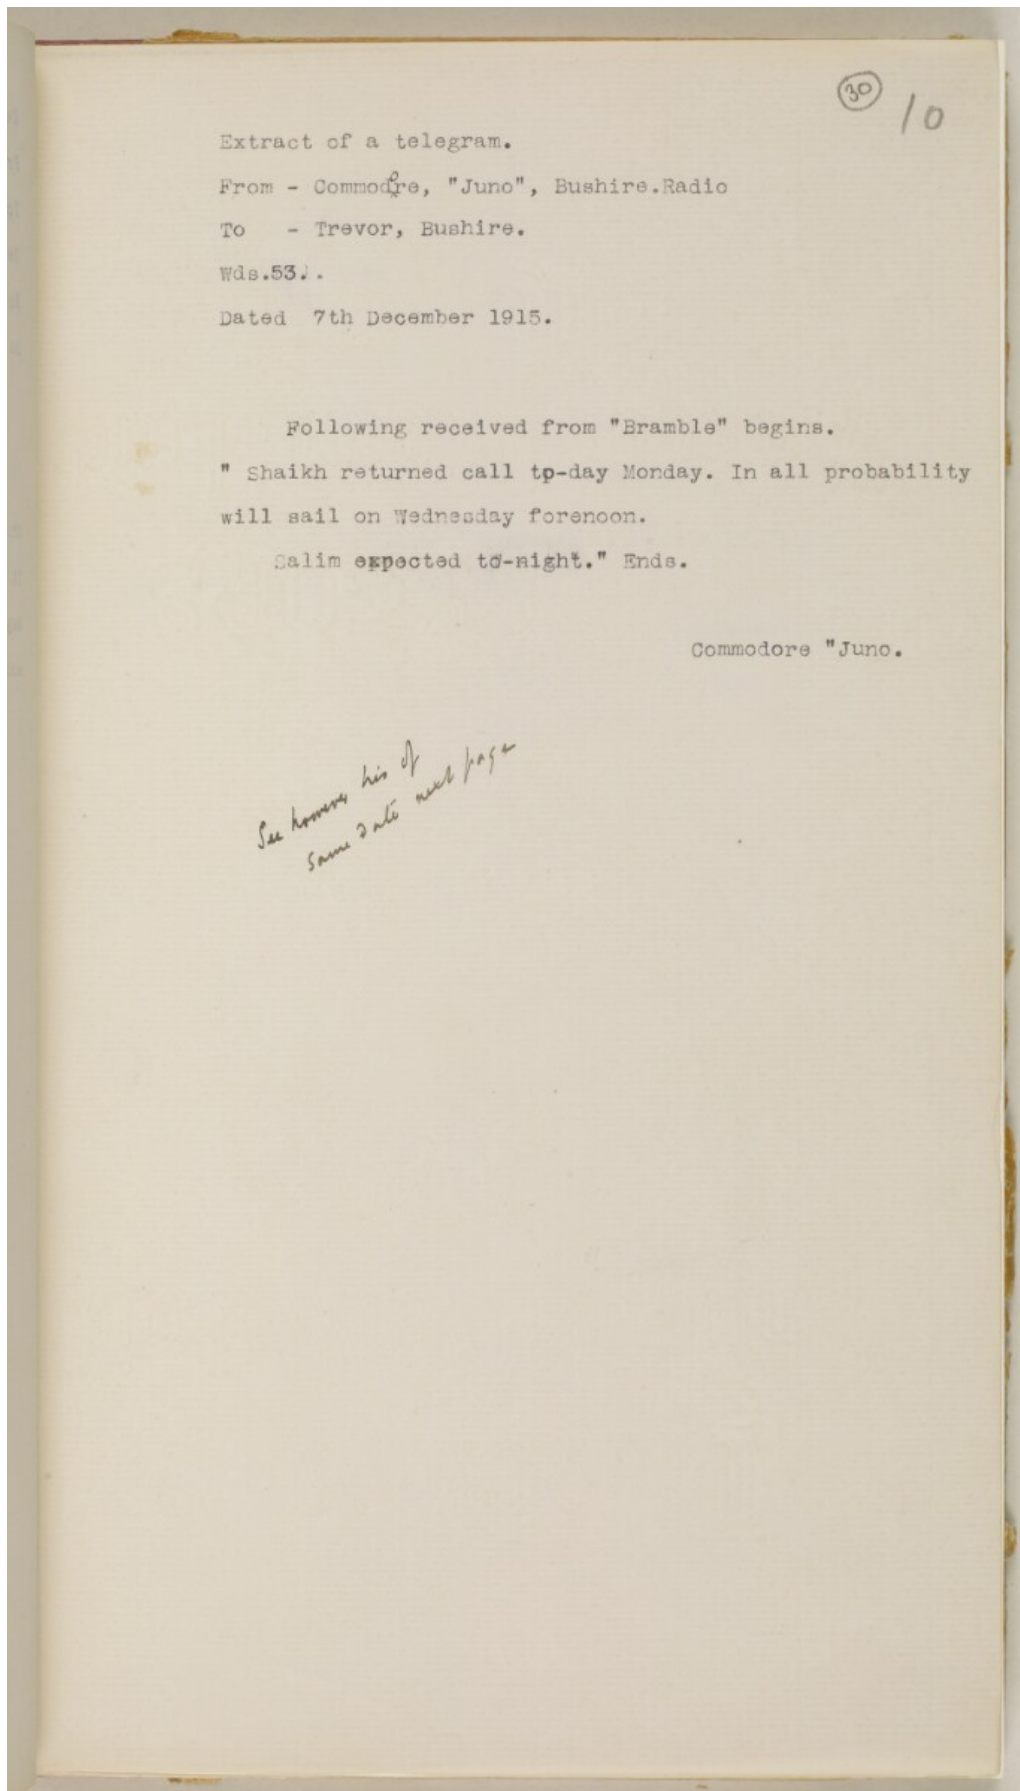 30
10
Extract of a telegram.
From - Commodore, "Juno", Bushire.Radio
To - Trevor, Bushire.
Wds.53..
Dated 7th December 1915.
Following received from "Bramble" begins.
" Shaikh returned call to-day Monday. In all probability
will sail on Wednesday forenoon.
Salim expected to-night." Ends.
Commodore "Juno.
See however his of
same date next page